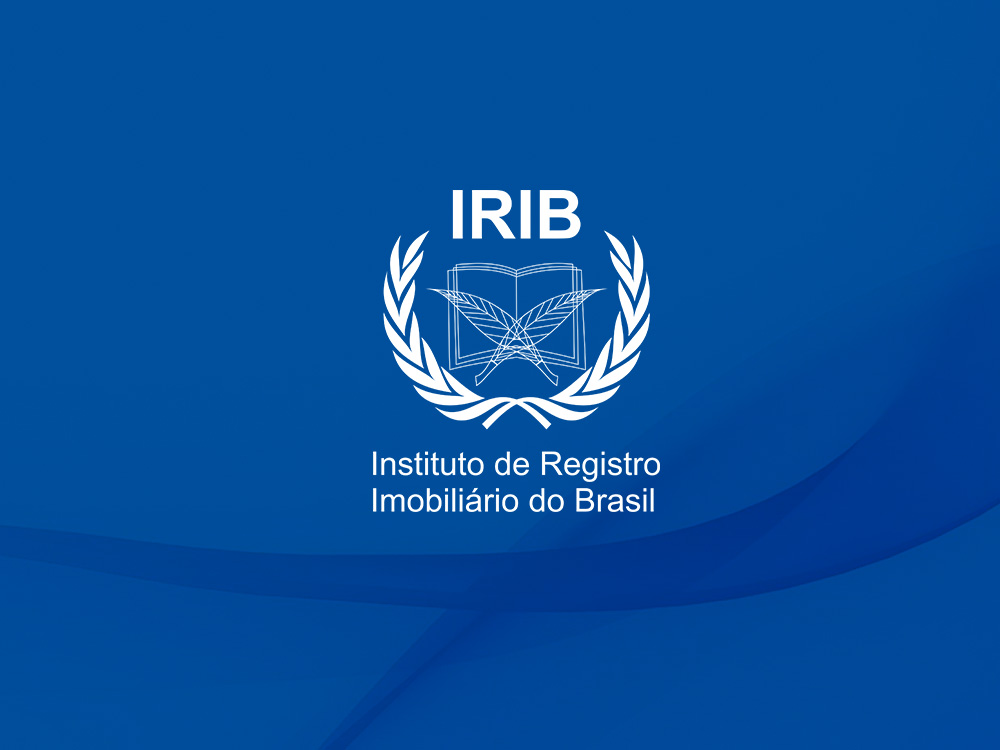 IRIB
Instituto de Registro
Imobiliário do Brasil